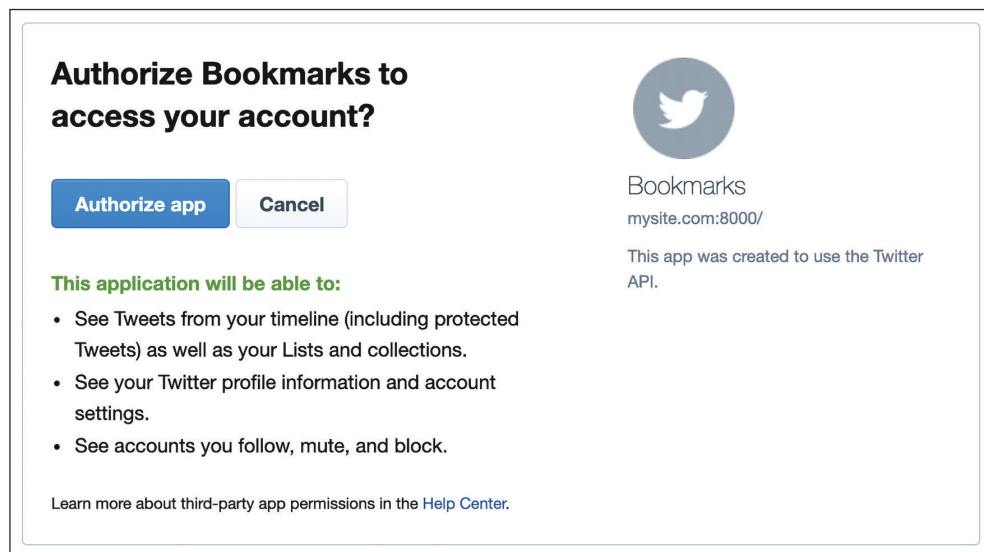 Authorize Bookmarks to
access your account?
Authorize app
Cancel
This application will be able to:
• See Tweets from your timeline (including protected
Tweets) as well as your Lists and collections.
• See your Twitter profile information and account
settings.
• See accounts you follow, mute, and block.
Learn more about third-party app permissions in the Help Center.
Bookmarks
mysite.com:8000/
This app was created to use the Twitter
API.